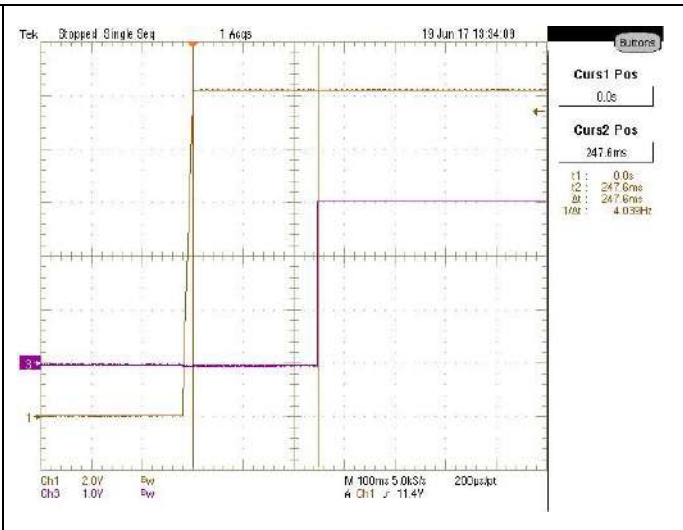 Tek Stopped Single Seq 1 Acqs 19 Jun 17 19:34:09
Buttons
Curs1 Pos
0.0s
Curs2 Pos
247.6ms
t1 : 0.0s
t2 : 247.6ms
Δt : 247.6ms
1/Δt : 4.039Hz
3
1
Ch1 2.0V Bw M 100ms 5.0kS/s 200µs/pt
Ch3 1.0V Bw A Ch1 ∫ 11.4V